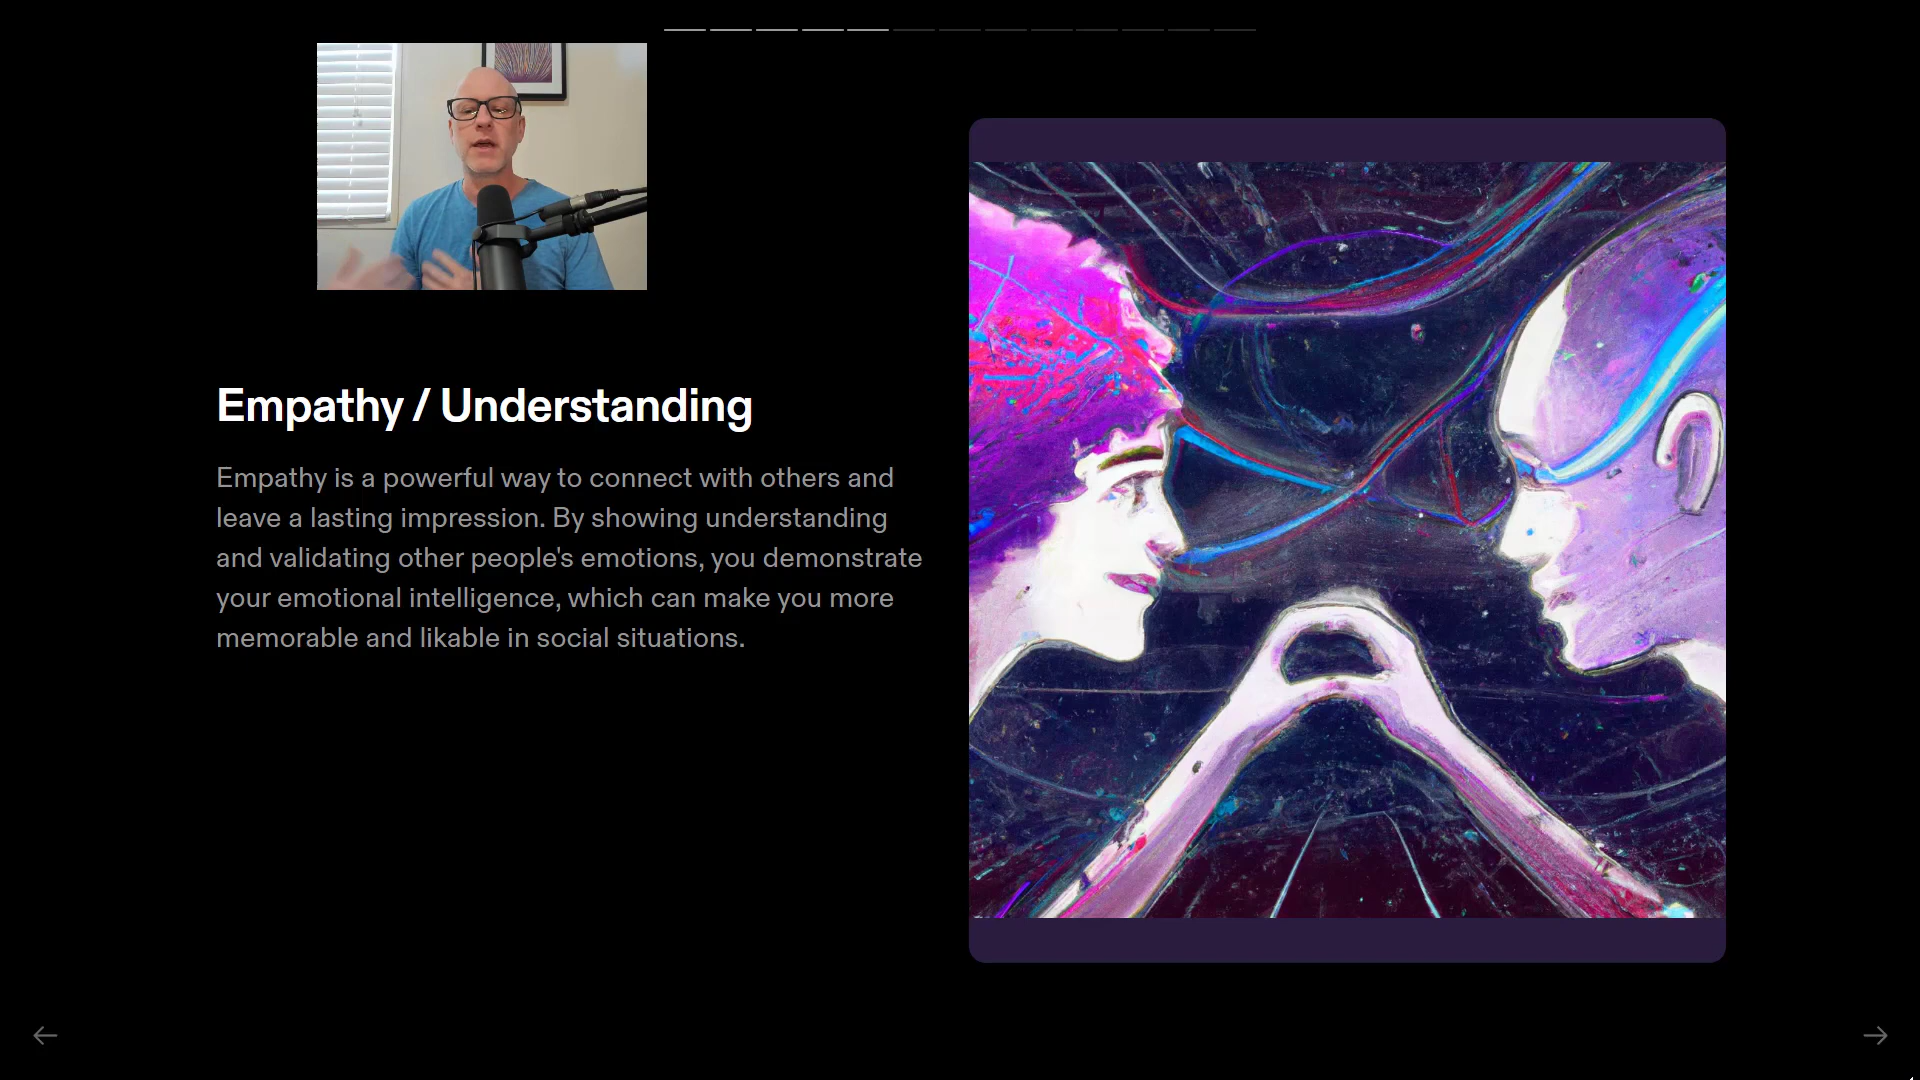 Empathy / Understanding
Empathy is a powerful way to connect with others and
leave a lasting impression. By showing understanding
and validating other people's emotions, you demonstrate
your emotional intelligence, which can make you more
memorable and likable in social situations.